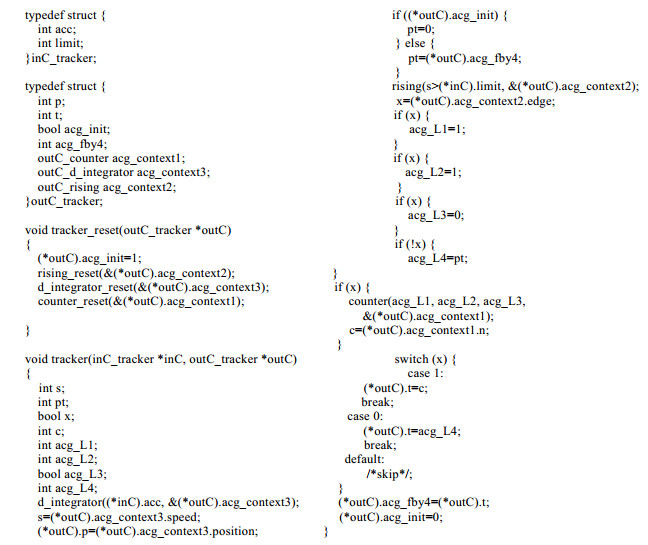 typedef struct {
int acc;
int limit;
}inC_tracker;
typedef struct {
int p;
int t;
bool acg_init;
int acg_fby4;
outC_counter acg_context1;
outC_d_integrator acg_context3;
outC_rising acg_context2;
}outC_tracker;
void tracker_reset(outC_tracker *outC)
{
(*outC).acg_init=1;
rising_reset(&(*outC).acg_context2);
d_integrator_reset(&(*outC).acg_context3);
counter_reset(&(*outC).acg_context1);
}
void tracker(inC_tracker *inC, outC_tracker *outC)
{
int s;
int pt;
bool x;
int c;
int acg_L1;
int acg_L2;
bool acg_L3;
int acg_L4;
d_integrator((*inC).acc, &(*outC).acg_context3);
s=(*outC).acg_context3.speed;
(*outC).p=(*outC).acg_context3.position;
if ((*outC).acg_init) {
pt=0;
} else {
pt=(*outC).acg_fby4;
}
rising(s>(*inC).limit, &(*outC).acg_context2);
x=(*outC).acg_context2.edge;
if (x) {
acg_L1=1;
}
if (x) {
acg_L2=1;
}
if (x) {
acg_L3=0;
}
if (!x) {
acg_L4=pt;
}
if (x) {
counter(acg_L1, acg_L2, acg_L3,
&(*outC).acg_context1);
c=(*outC).acg_context1.n;
}
switch (x) {
case 1:
(*outC).t=c;
break;
case 0:
(*outC).t=acg_L4;
break;
default:
/*skip*/;
}
(*outC).acg_fby4=(*outC).t;
(*outC).acg_init=0;
}